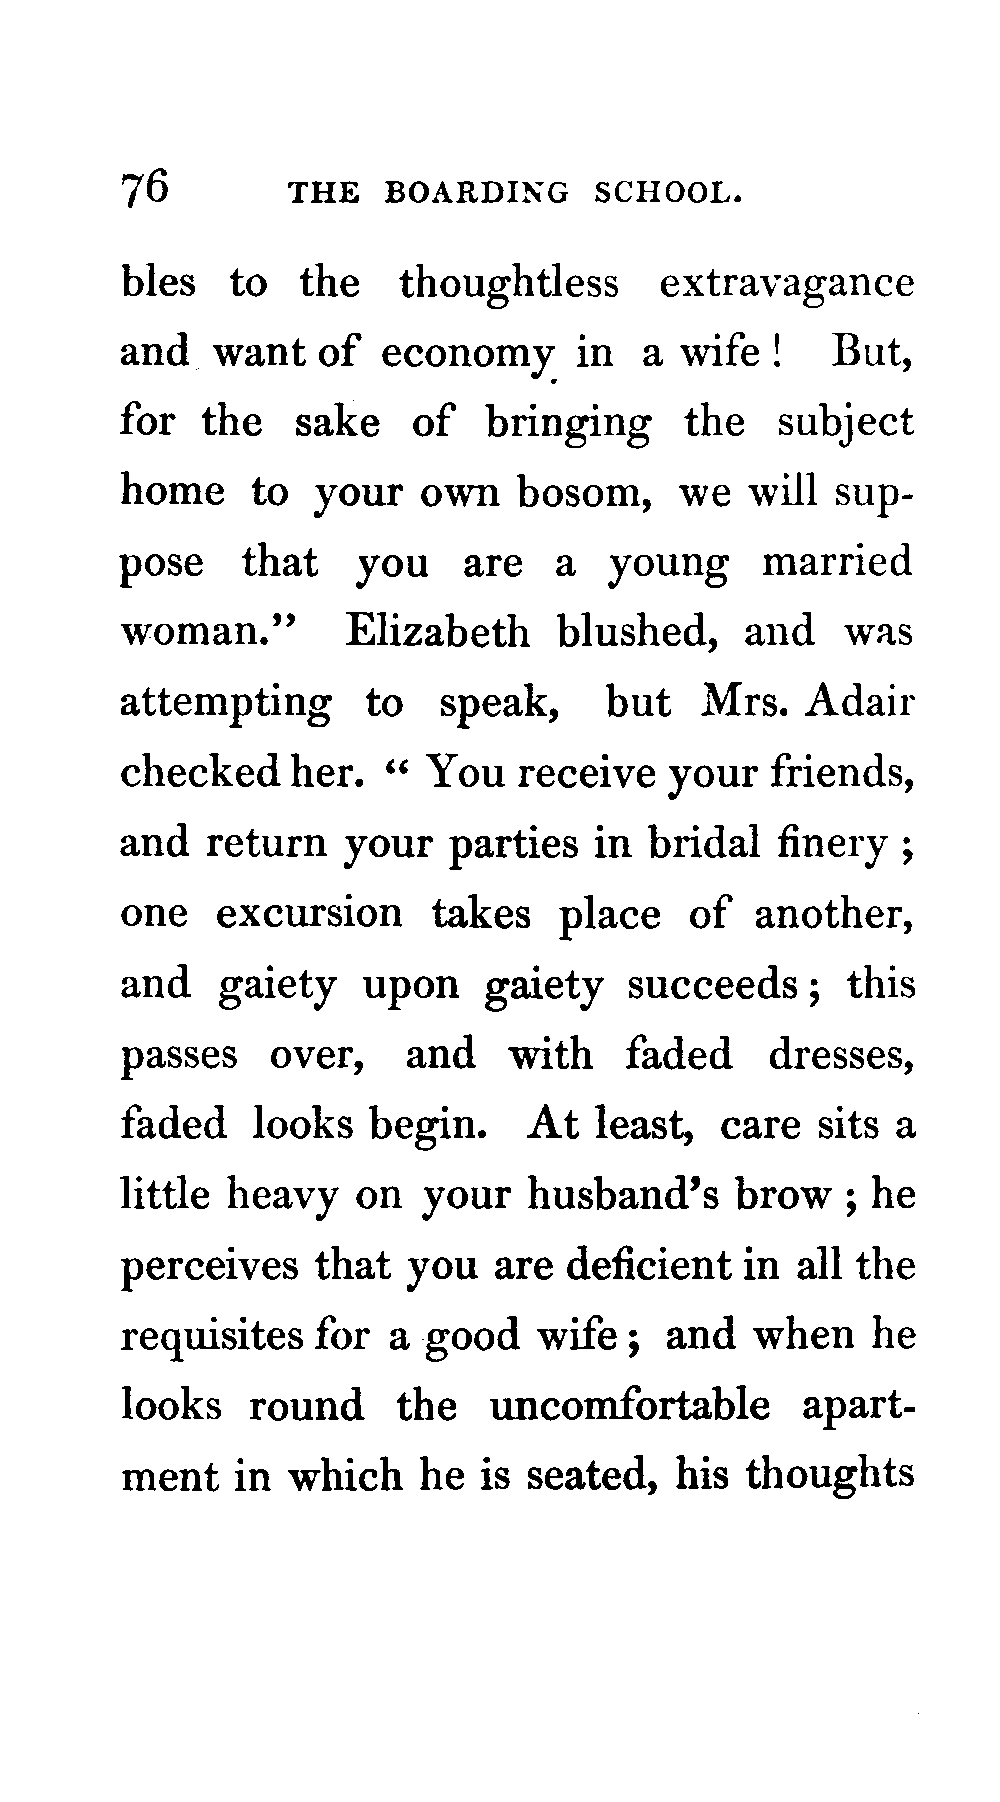 76 THE BOARDING SCHOOL.
bles to the thoughtless extravagance
and want of economy in a wife ! But,
for the sake of bringing the subject
home to your own bosom, we will sup-
pose that you are a young married
woman.” Elizabeth blushed, and was
attempting to speak, but Mrs. Adair
checked her. “ You receive your friends,
and return your parties in bridal finery ;
one excursion takes place of another,
and gaiety upon gaiety succeeds ; this
passes over, and with faded dresses,
faded looks begin. At least, care sits a
little heavy on your husband’s brow ; he
perceives that you are deficient in all the
requisites for a good wife ; and when he
looks round the uncomfortable apart-
ment in which he is seated, his thoughts